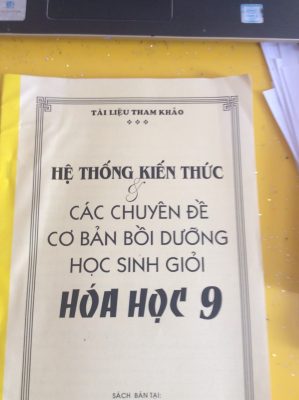 TÀI LIỆU THAM KHẢO
HỆ THỐNG KIẾN THỨC
&
CÁC CHUYÊN ĐỀ
CƠ BẢN BỒI DƯỠNG
HỌC SINH GIỎI
HÓA HỌC 9
SÁCH BÁN TẠI: